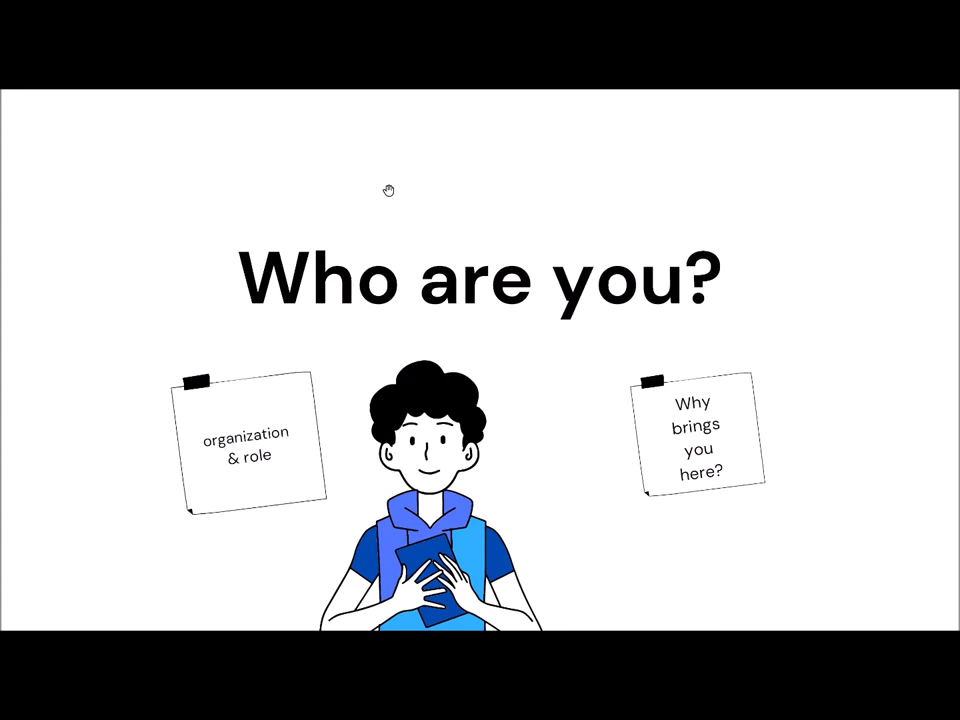 Who are you?
organization
& role
Why
brings
you
here?